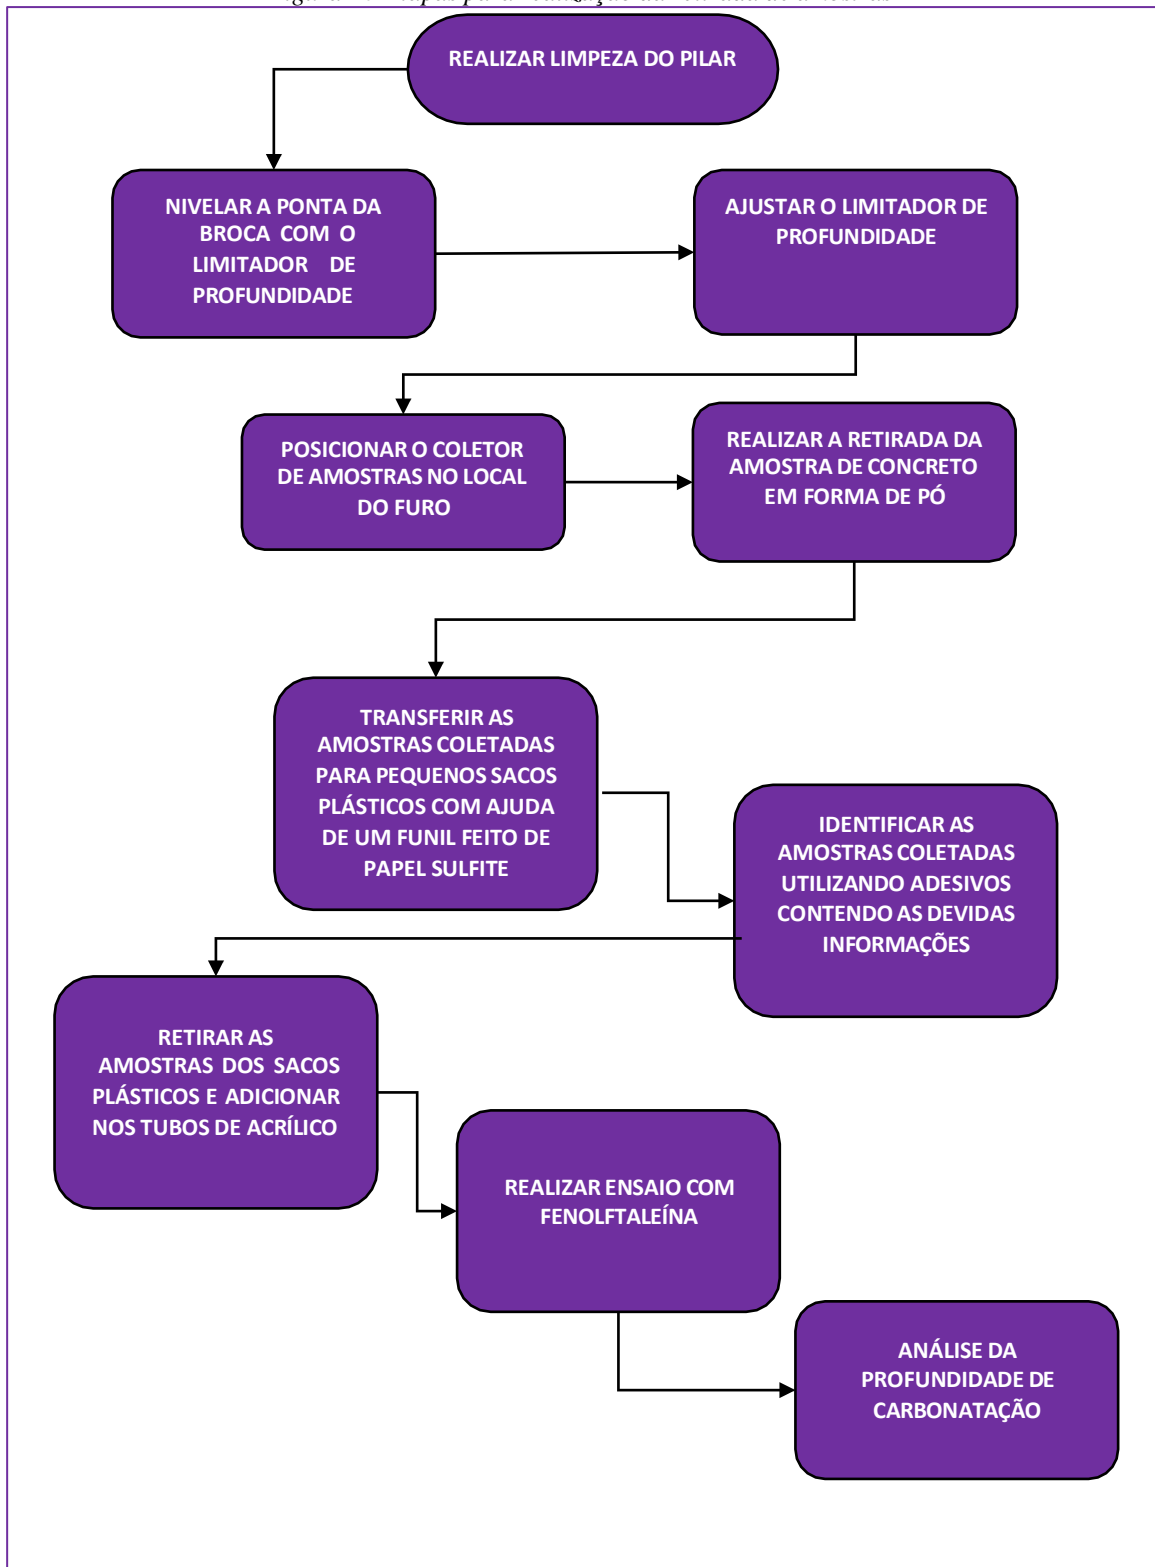 REALIZAR LIMPEZA DO PILAR
NIVELAR A PONTA DA
BROCA COM O
LIMITADOR DE
PROFUNDIDADE
AJUSTAR O LIMITADOR DE
PROFUNDIDADE
POSICIONAR O COLETOR
DE AMOSTRAS NO LOCAL
DO FURO
REALIZAR A RETIRADA DA
AMOSTRA DE CONCRETO
EM FORMA DE PÓ
TRANSFERIR AS
AMOSTRAS COLETADAS
PARA PEQUENOS SACOS
PLÁSTICOS COM AJUDA
DE UM FUNIL FEITO DE
PAPEL SULFITE
IDENTIFICAR AS
AMOSTRAS COLETADAS
UTILIZANDO ADESIVOS
CONTENDO AS DEVIDAS
INFORMAÇÕES
RETIRAR AS
AMOSTRAS DOS SACOS
PLÁSTICOS E ADICIONAR
NOS TUBOS DE ACRÍLICO
REALIZAR ENSAIO COM
FENOLFTALEÍNA
ANÁLISE DA
PROFUNDIDADE DE
CARBONATAÇÃO